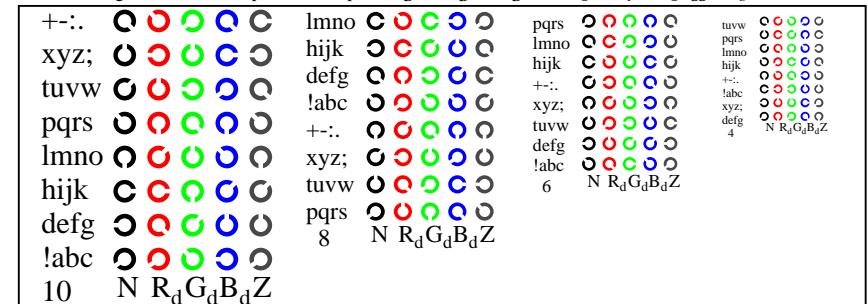 +-:.
xyz;
tuvw
pqrs
lmno
hijk
defg
!abc
10 N RdGdBdZ
lmno
hijk
defg
!abc
+-:.
xyz;
tuvw
pqrs
8 N RdGdBdZ
pqrs
lmno
hijk
+-:.
xyz;
tuvw
defg
!abc
6 N RdGdBdZ
tuvw
pqrs
lmno
hijk
+-:.
!abc
xyz;
defg
4 N RdGdBdZ